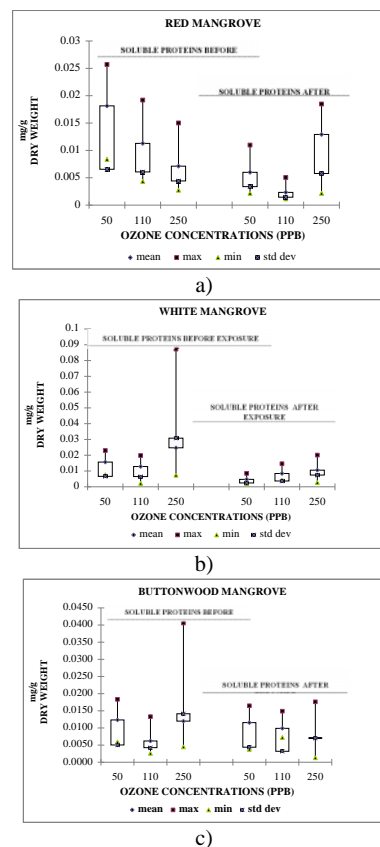 RED MANGROVE
0.03
SOLUBLE PROTEINS BEFORE
0.025
SOLUBLE PROTEINS AFTER
0.02
0.015
0.01
0.005
0
mg/g
DRY WEIGHT
50 110 250 50 110 250
OZONE CONCENTRATIONS (PPB)
mean max min std dev
a)
WHITE MANGROVE
0.1
SOLUBLE PROTEINS BEFORE EXPOSURE
0.09
0.08
0.07
0.06
0.05
SOLUBLE PROTEINS AFTER
EXPOSURE
0.04
0.03
0.02
0.01
0
mg/g
DRY WEIGHT
50 110 250 50 110 250
OZONE CONCENTRATIONS (PPB)
mean max min std dev
b)
BUTTONWOOD MANGROVE
0.0450
SOLUBLE PROTEINS BEFORE
0.0400
0.0350
0.0300
0.0250
0.0200
SOLUBLE PROTEINS AFTER
0.0150
0.0100
0.0050
0.0000
mg/g
DRY WEIGHT
50 110 250 50 110 250
OZONE CONCENTRATIONS (PPB)
mean max min std dev
c)